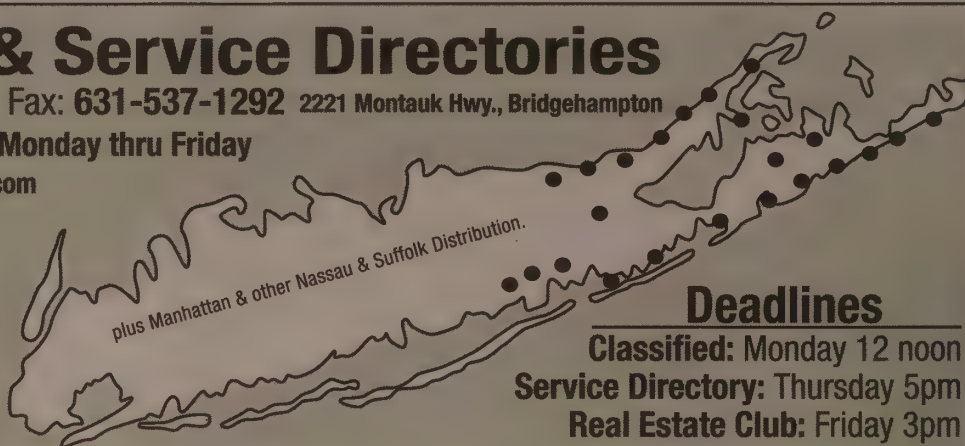 & Service Directories
Fax: 631-537-1292 2221 Montauk Hwy., Bridgehampton
Monday thru Friday
com
plus Manhattan & other Nassau & Suffolk Distribution.
Deadlines
Classified: Monday 12 noon
Service Directory: Thursday 5pm
Real Estate Club: Friday 3pm